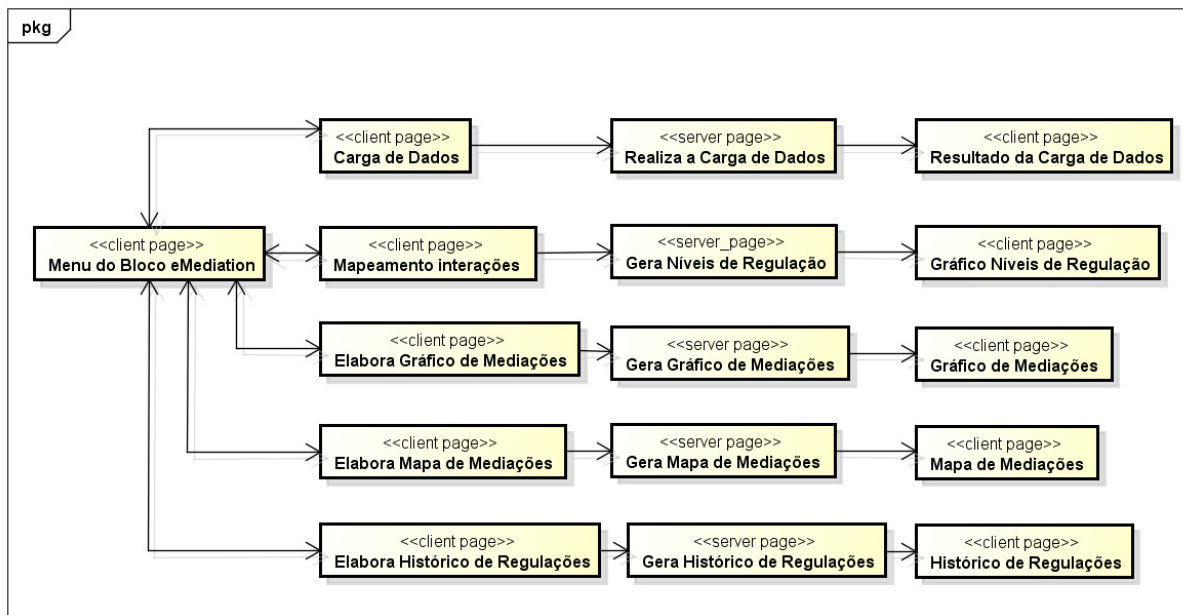 pkg
<<client page>>
Carga de Dados
<<server page>>
Realiza a Carga de Dados
<<client page>>
Resultado da Carga de Dados
<<client page>>
Menu do Bloco eMediation
<<client page>>
Mapeamento interações
<<server_page>>
Gera Níveis de Regulação
<<client page>>
Gráfico Níveis de Regulação
<<client page>>
Elabora Gráfico de Mediações
<<server page>>
Gera Gráfico de Mediações
<<client page>>
Gráfico de Mediações
<<client page>>
Elabora Mapa de Mediações
<<server page>>
Gera Mapa de Mediações
<<client page>>
Mapa de Mediações
<<client page>>
Elabora Histórico de Regulações
<<server page>>
Gera Histórico de Regulações
<<client page>>
Histórico de Regulações